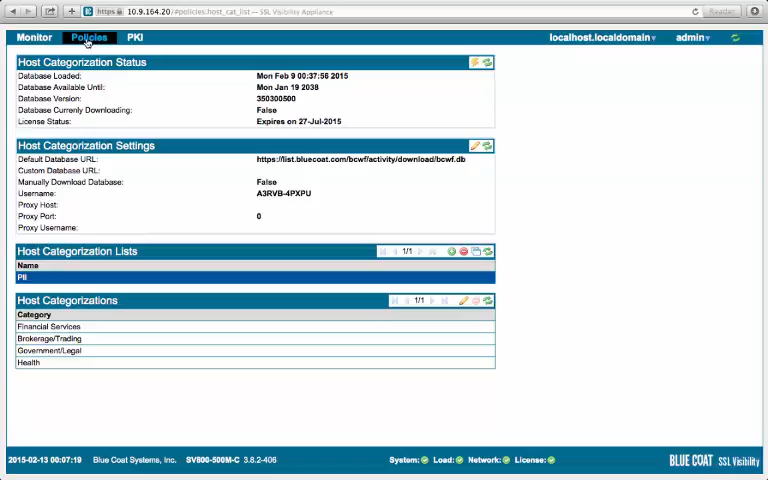 https 10.9.164.20/#policies:host_cat_list — SSL Visibility Appliance Reader
Monitor Policies PKI localhost.localdomain admin
Host Categorization Status
Database Loaded: Mon Feb 9 00:37:56 2015
Database Available Until: Mon Jan 19 2038
Database Version: 350300500
Database Currenly Downloading: False
License Status: Expires on 27-Jul-2015
Host Categorization Settings
Default Database URL: https://list.bluecoat.com/bcwf/activity/download/bcwf.db
Custom Database URL:
Manually Download Database: False
Username: A3RVB-4PXPU
Proxy Host:
Proxy Port: 0
Proxy Username:
Host Categorization Lists 1/1
Name
PII
Host Categorizations 1/1
Category
Financial Services
Brokerage/Trading
Government/Legal
Health
2015-02-13 00:07:19 Blue Coat Systems, Inc. SV800-500M-C 3.8.2-406 System: Load: Network: License: BLUE COAT SSL Visibility